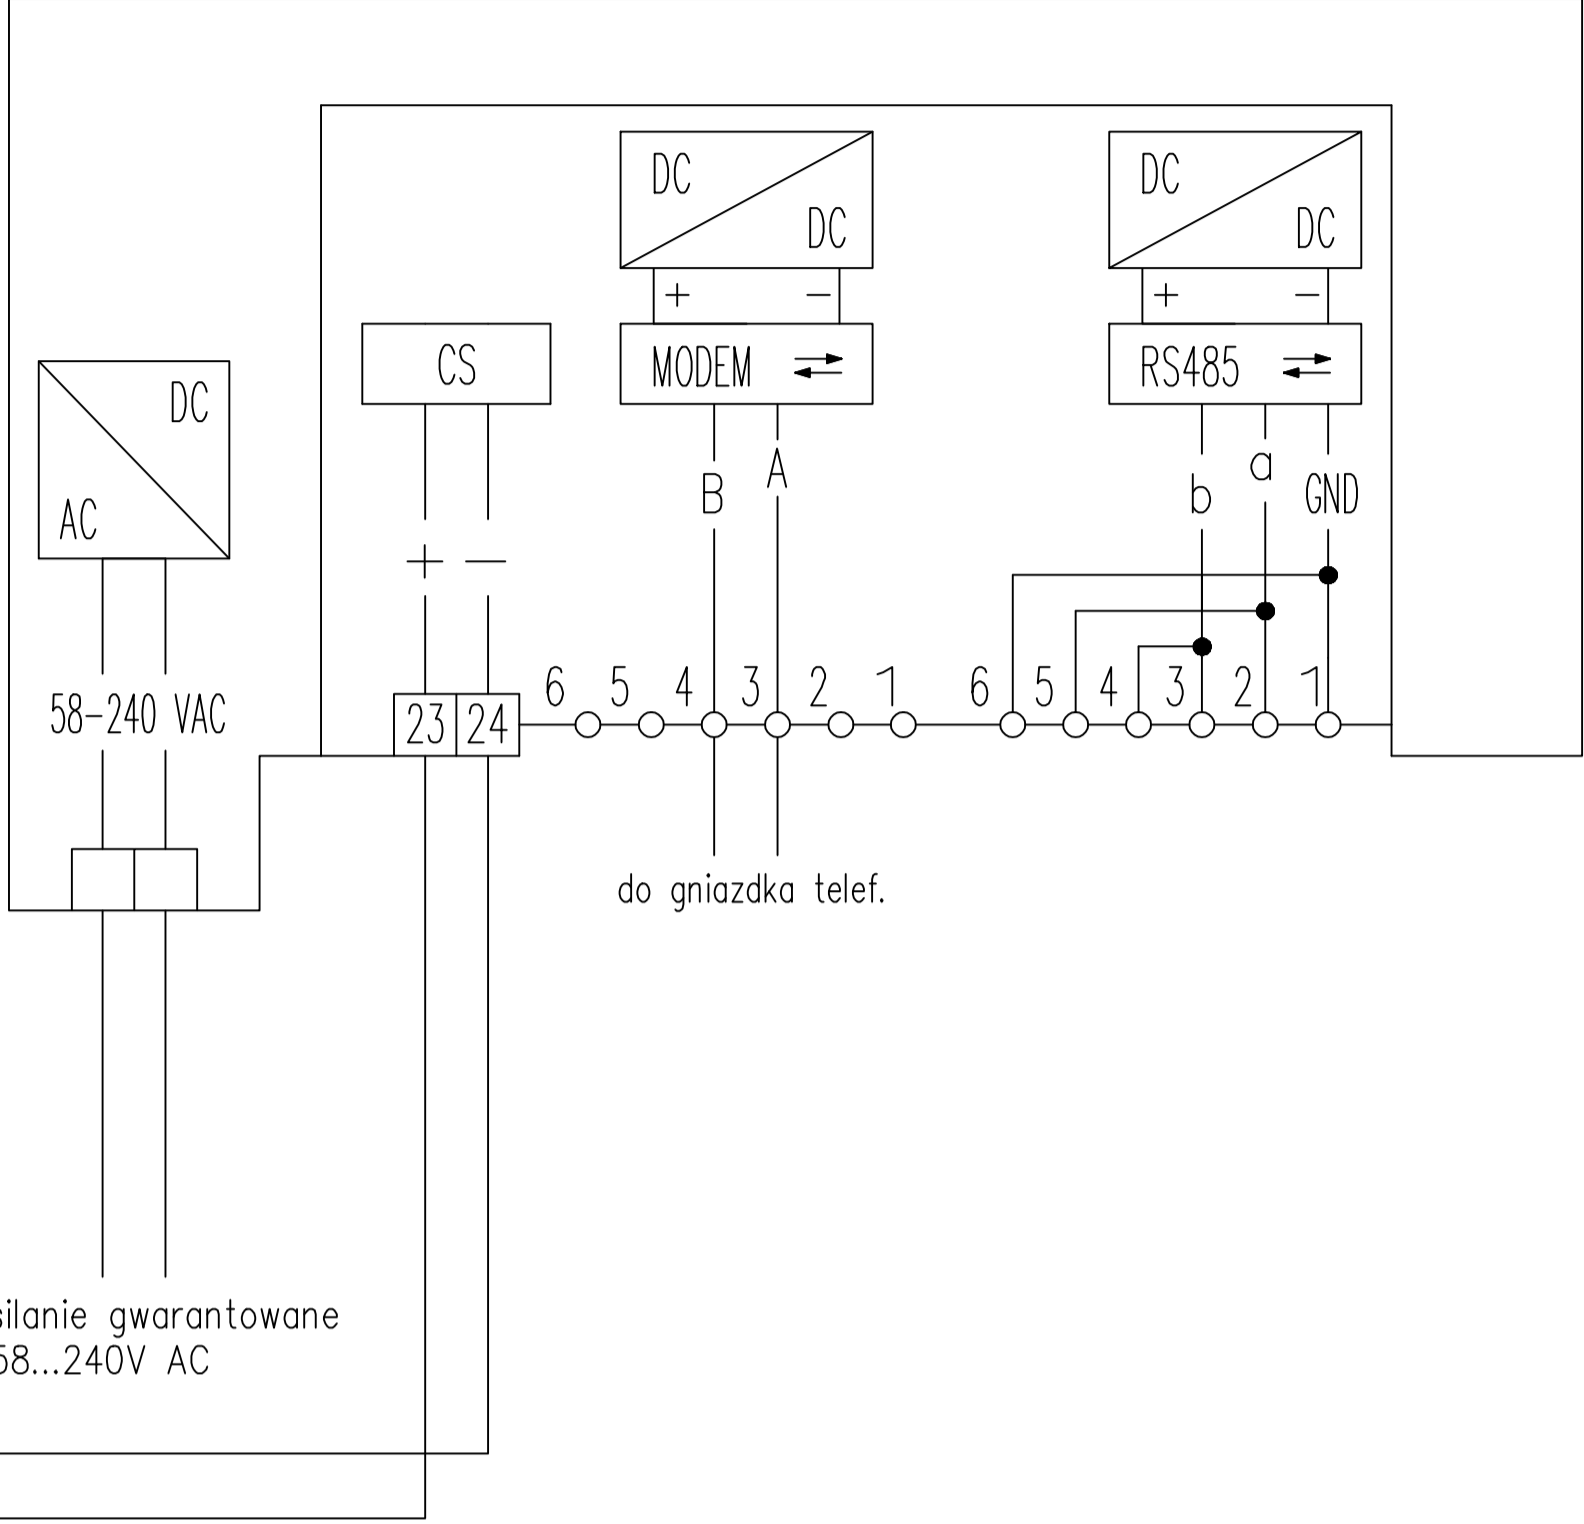 DC
DC
DC
DC
+ −
+ −
CS
MODEM
RS485
DC
AC
B
A
b
a
GND
+ −
58-240 VAC
23 24
6 5 4 3 2 1
6 5 4 3 2 1
do gniazdka telef.
silanie gwarantowane
58...240V AC